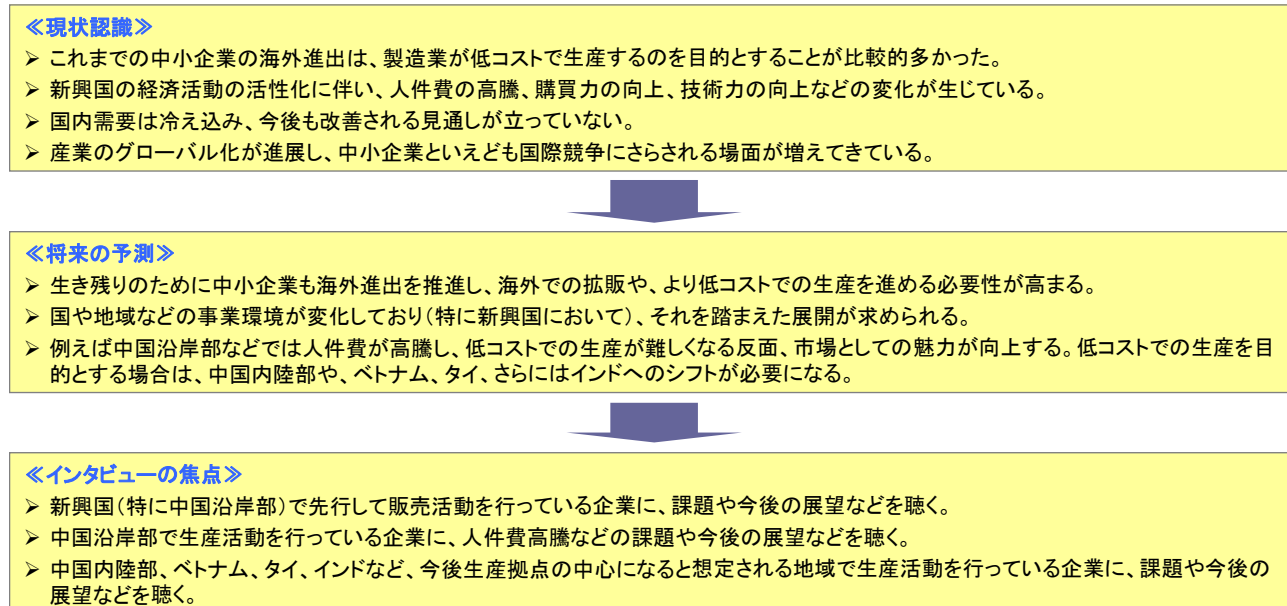 ≪現状認識≫
➢ これまでの中小企業の海外進出は、製造業が低コストで生産するのを目的とすることが比較的多かった。
➢ 新興国の経済活動の活性化に伴い、人件費の高騰、購買力の向上、技術力の向上などの変化が生じている。
➢ 国内需要は冷え込み、今後も改善される見通しが立っていない。
➢ 産業のグローバル化が進展し、中小企業といえども国際競争にさらされる場面が増えてきている。
≪将来の予測≫
➢ 生き残りのために中小企業も海外進出を推進し、海外での拡販や、より低コストでの生産を進める必要性が高まる。
➢ 国や地域などの事業環境が変化しており(特に新興国において)、それを踏まえた展開が求められる。
➢ 例えば中国沿岸部などでは人件費が高騰し、低コストでの生産が難しくなる反面、市場としての魅力が向上する。低コストでの生産を目
的とする場合は、中国内陸部や、ベトナム、タイ、さらにはインドへのシフトが必要になる。
≪インタビューの焦点≫
➢ 新興国(特に中国沿岸部)で先行して販売活動を行っている企業に、課題や今後の展望などを聴く。
➢ 中国沿岸部で生産活動を行っている企業に、人件費高騰などの課題や今後の展望などを聴く。
➢ 中国内陸部、ベトナム、タイ、インドなど、今後生産拠点の中心になると想定される地域で生産活動を行っている企業に、課題や今後の
展望などを聴く。